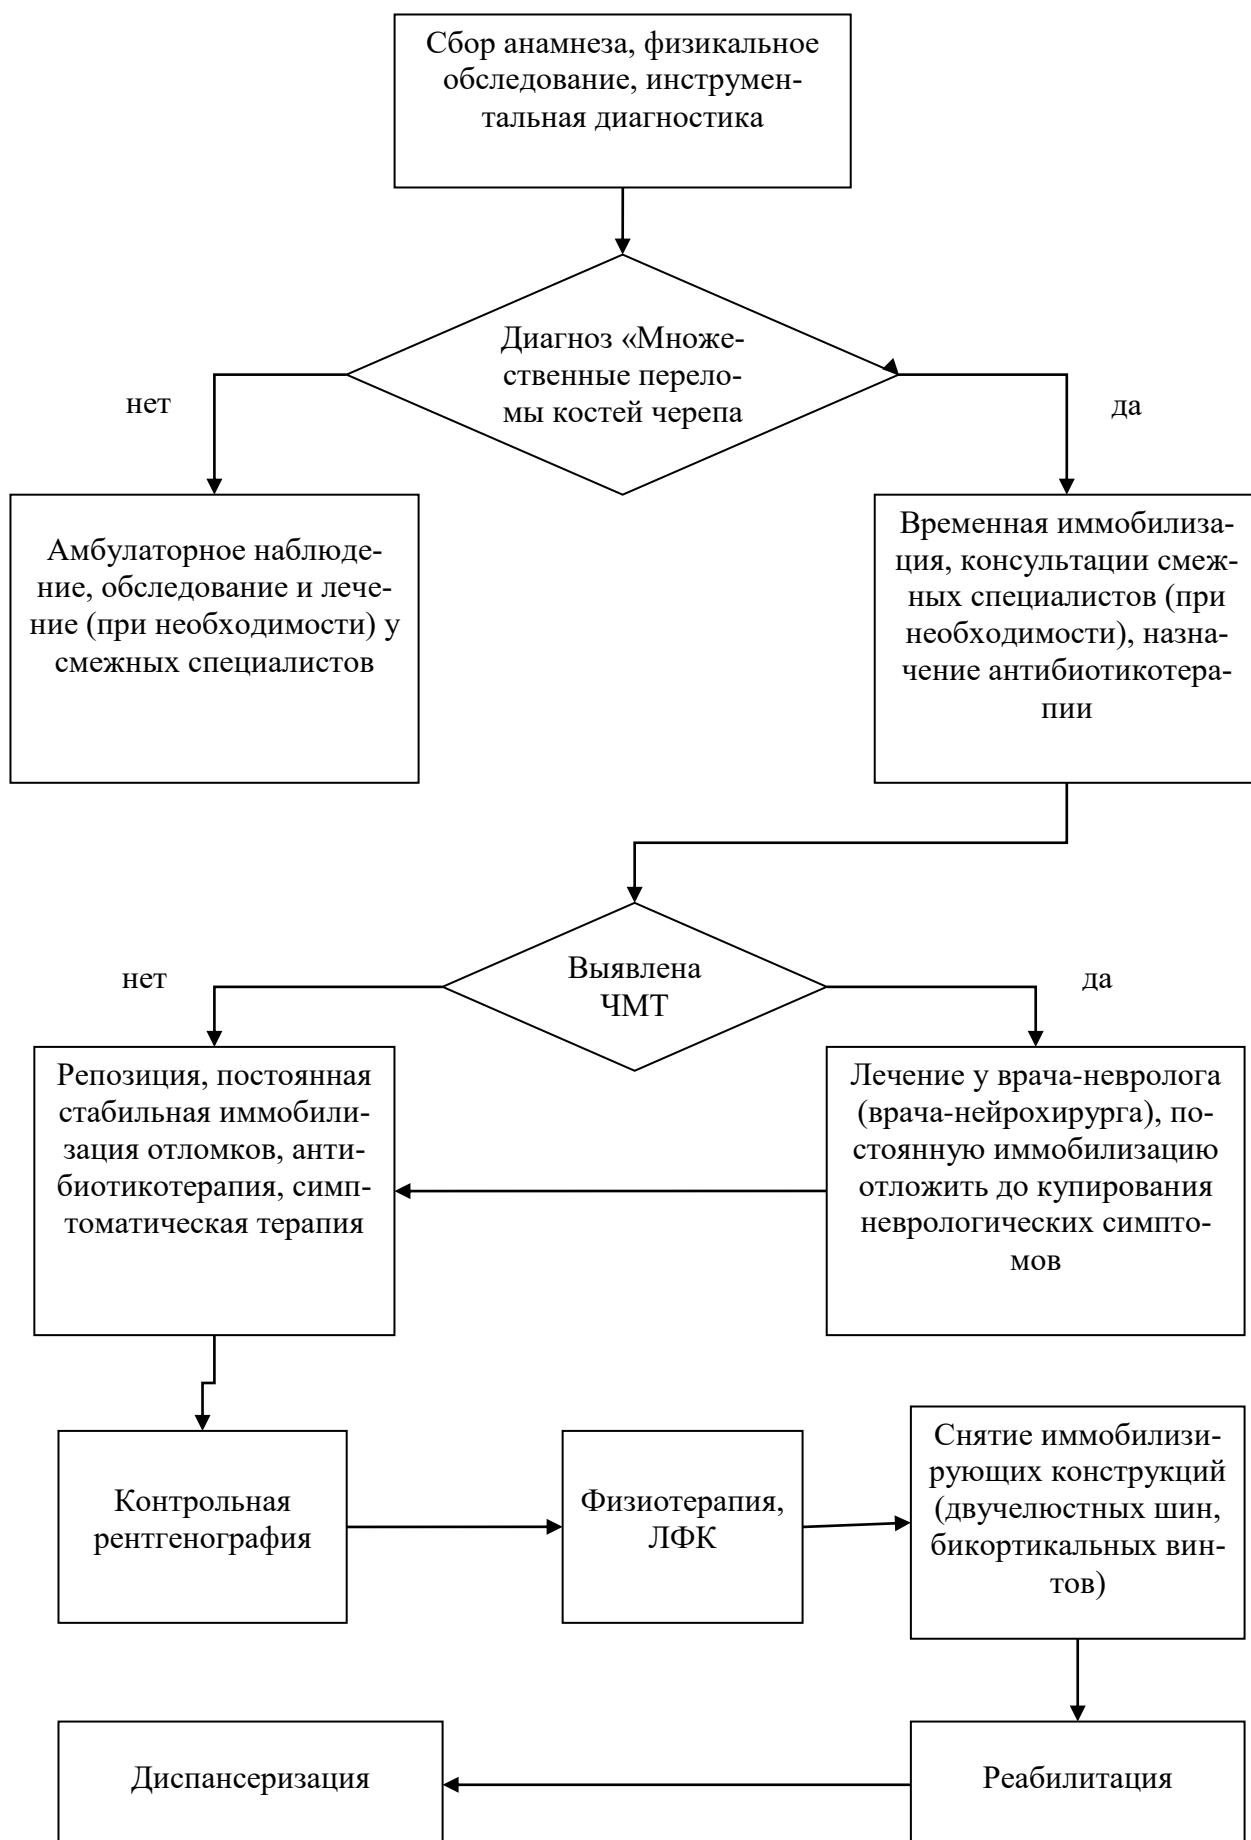 Сбор анамнеза, физикальное
обследование, инструмен-
тальная диагностика
Диагноз «Множе-
ственные перело-
мы костей черепа
нет
да
Амбулаторное наблюде-
ние, обследование и лече-
ние (при необходимости) у
смежных специалистов
Временная иммобилиза-
ция, консультации смеж-
ных специалистов (при
необходимости), назна-
чение антибиотикотера-
пии
Выявлена
ЧМТ
нет
да
Репозиция, постоянная
стабильная иммобили-
зация отломков, анти-
биотикотерапия, симп-
томатическая терапия
Лечение у врача-невролога
(врача-нейрохирурга), по-
стоянную иммобилизацию
отложить до купирования
неврологических симпто-
мов
Контрольная
рентгенография
Физиотерапия,
ЛФК
Снятие иммобилизи-
рующих конструкций
(двучелюстных шин,
бикортикальных вин-
тов)
Диспансеризация
Реабилитация